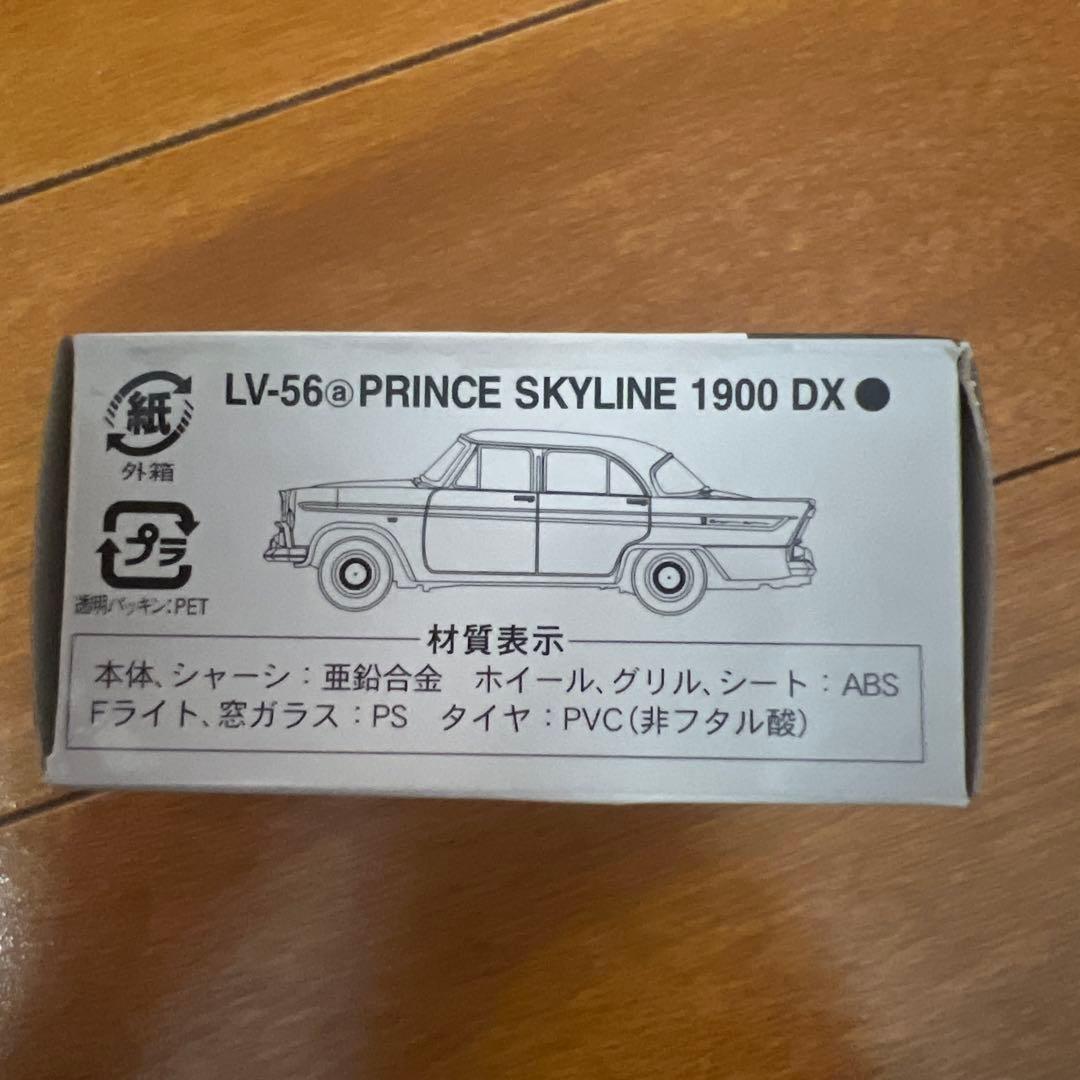 LV-56ⓐPRINCE SKYLINE 1900 DX●
紙
外箱
プラ
透明パッキン:PET
材質表示
本体、シャーシ:亜鉛合金 ホイール、グリル、シート:ABS
Fライト、窓ガラス:PS タイヤ:PVC(非フタル酸)